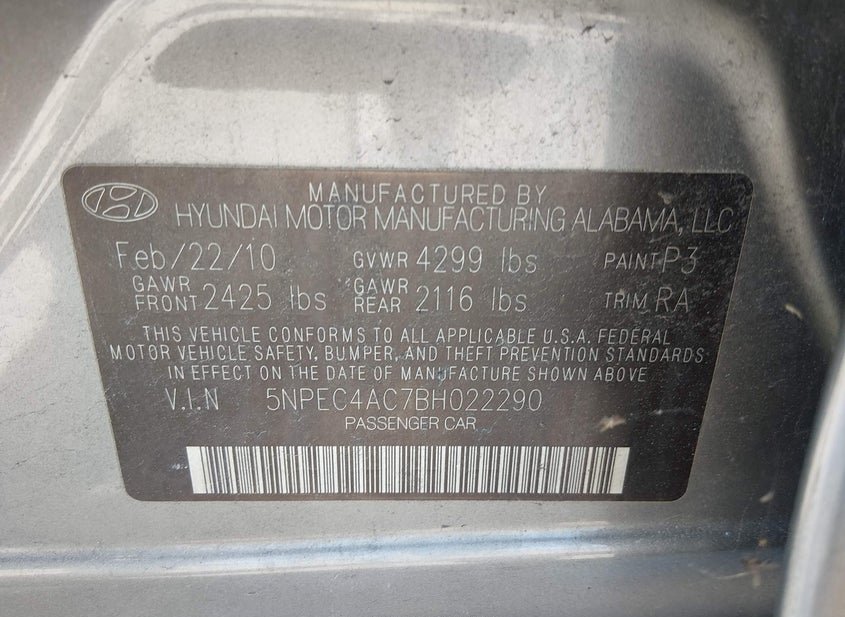 MANUFACTURED BY
HYUNDAI MOTOR MANUFACTURING ALABAMA, LLC
Feb/22/10 GVWR 4299 lbs PAINT P3
GAWR FRONT 2425 lbs GAWR REAR 2116 lbs TRIM RA
THIS VEHICLE CONFORMS TO ALL APPLICABLE U.S.A. FEDERAL
MOTOR VEHICLE SAFETY, BUMPER, AND THEFT PREVENTION STANDARDS
IN EFFECT ON THE DATE OF MANUFACTURE SHOWN ABOVE
V.I.N 5NPEC4AC7BH022290
PASSENGER CAR